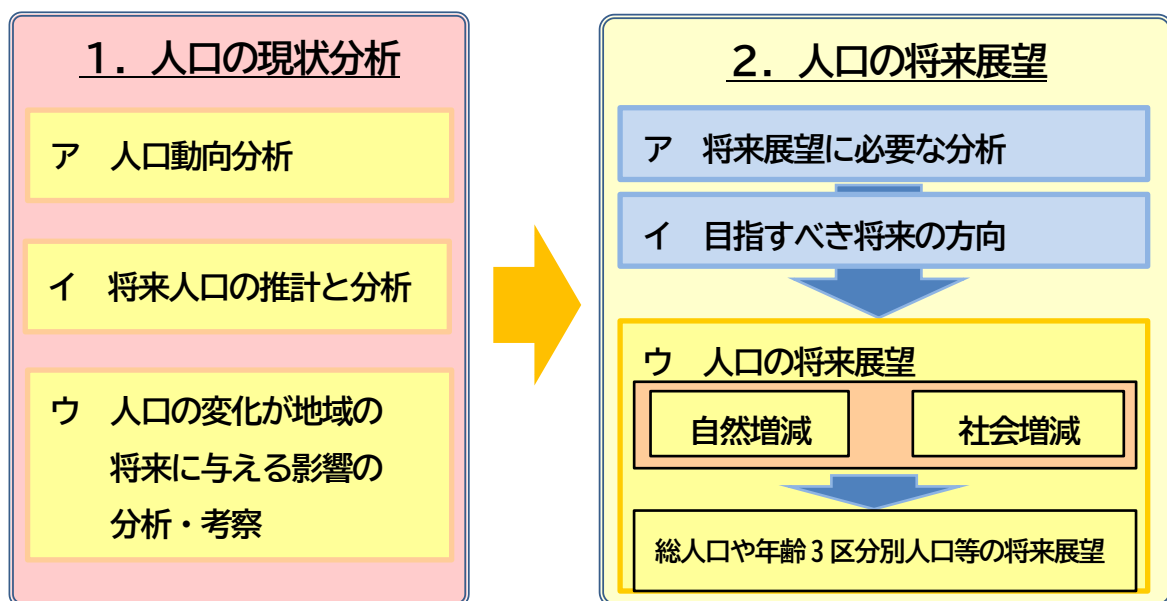 1．人口の現状分析
ア　人口動向分析
イ　将来人口の推計と分析
ウ　人口の変化が地域の
将来に与える影響の
分析・考察
2．人口の将来展望
ア　将来展望に必要な分析
イ　目指すべき将来の方向
ウ　人口の将来展望
自然増減
社会増減
総人口や年齢3区分別人口等の将来展望